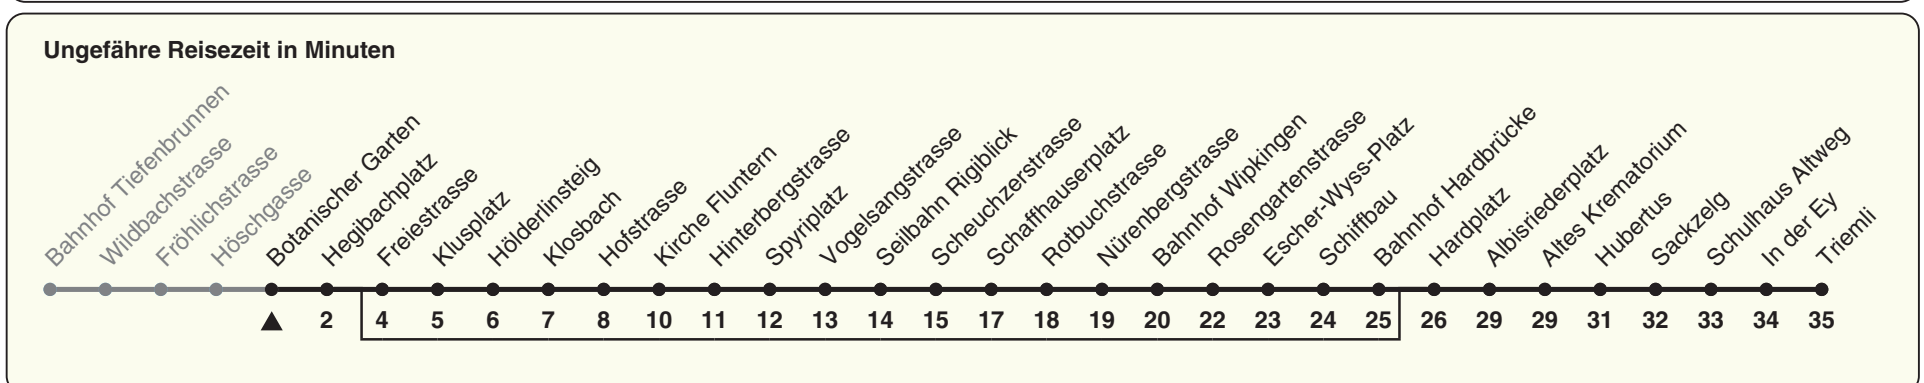 Ungefähre Reisezeit in Minuten
Bahnhof Tiefenbrunnen
Wildbachstrasse
Fröhlichstrasse
Höschgasse
Botanischer Garten
Hegibachplatz
Freiestrasse
Klusplatz
Hölderlinsteig
Klosbach
Hofstrasse
Kirche Fluntern
Hinterbergstrasse
Spyriplatz
Vogelsangstrasse
Seilbahn Rigiblick
Scheuchzerstrasse
Schaffhauserplatz
Rotbuchstrasse
Nürenbergstrasse
Bahnhof Wipkingen
Rosengartenstrasse
Escher-Wyss-Platz
Schiffbau
Bahnhof Hardbrücke
Hardplatz
Albisriederplatz
Altes Krematorium
Hubertus
Sackzelg
Schulhaus Altweg
In der Ey
Triemli
2 4 5 6 7 8 10 11 12 13 14 15 17 18 19 20 22 23 24 25 26 29 29 31 32 33 34 35